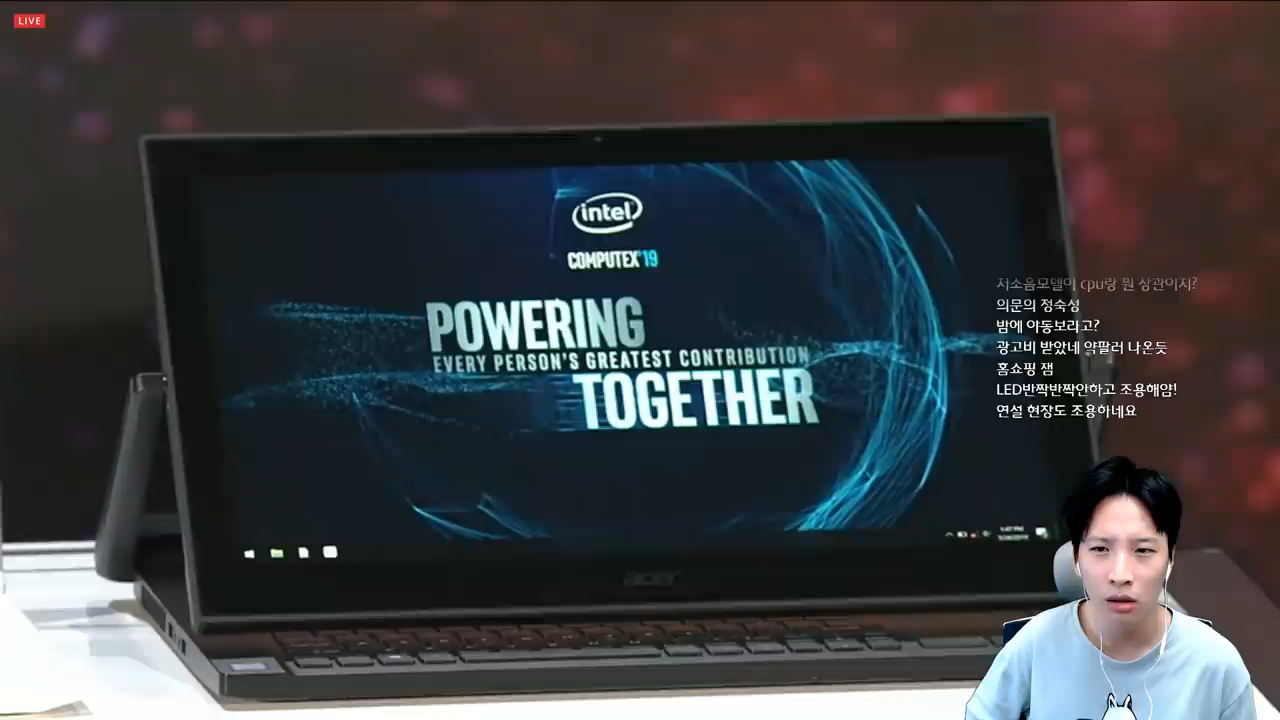 LIVE
intel
COMPUTEX'19
POWERING
EVERY PERSON'S GREATEST CONTRIBUTION
TOGETHER
저소음모델이 cpu랑 뭔 상관이지?
의문의 정숙성
밤에 야동보라고?
광고비 받았네 약팔러 나온듯
홈쇼핑 잼
LED반짝반짝안하고 조용해얌!
연설 현장도 조용하네요
acer